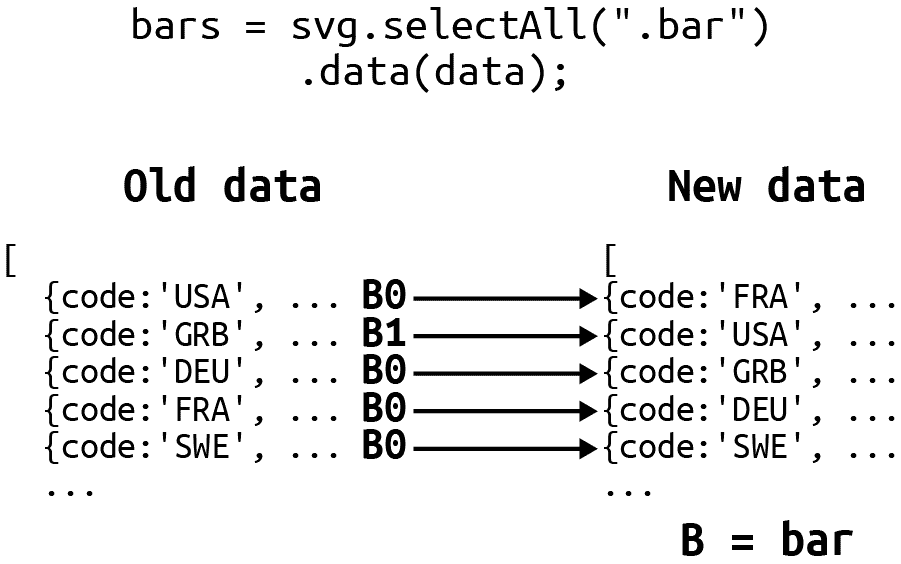 bars = svg.selectAll(".bar")
.data(data);
Old data
New data
[
{code:'USA', ... B0
{code:'GRB', ... B1
{code:'DEU', ... B0
{code:'FRA', ... B0
{code:'SWE', ... B0
...
[
{code:'FRA', ...
{code:'USA', ...
{code:'GRB', ...
{code:'DEU', ...
{code:'SWE', ...
...
B = bar